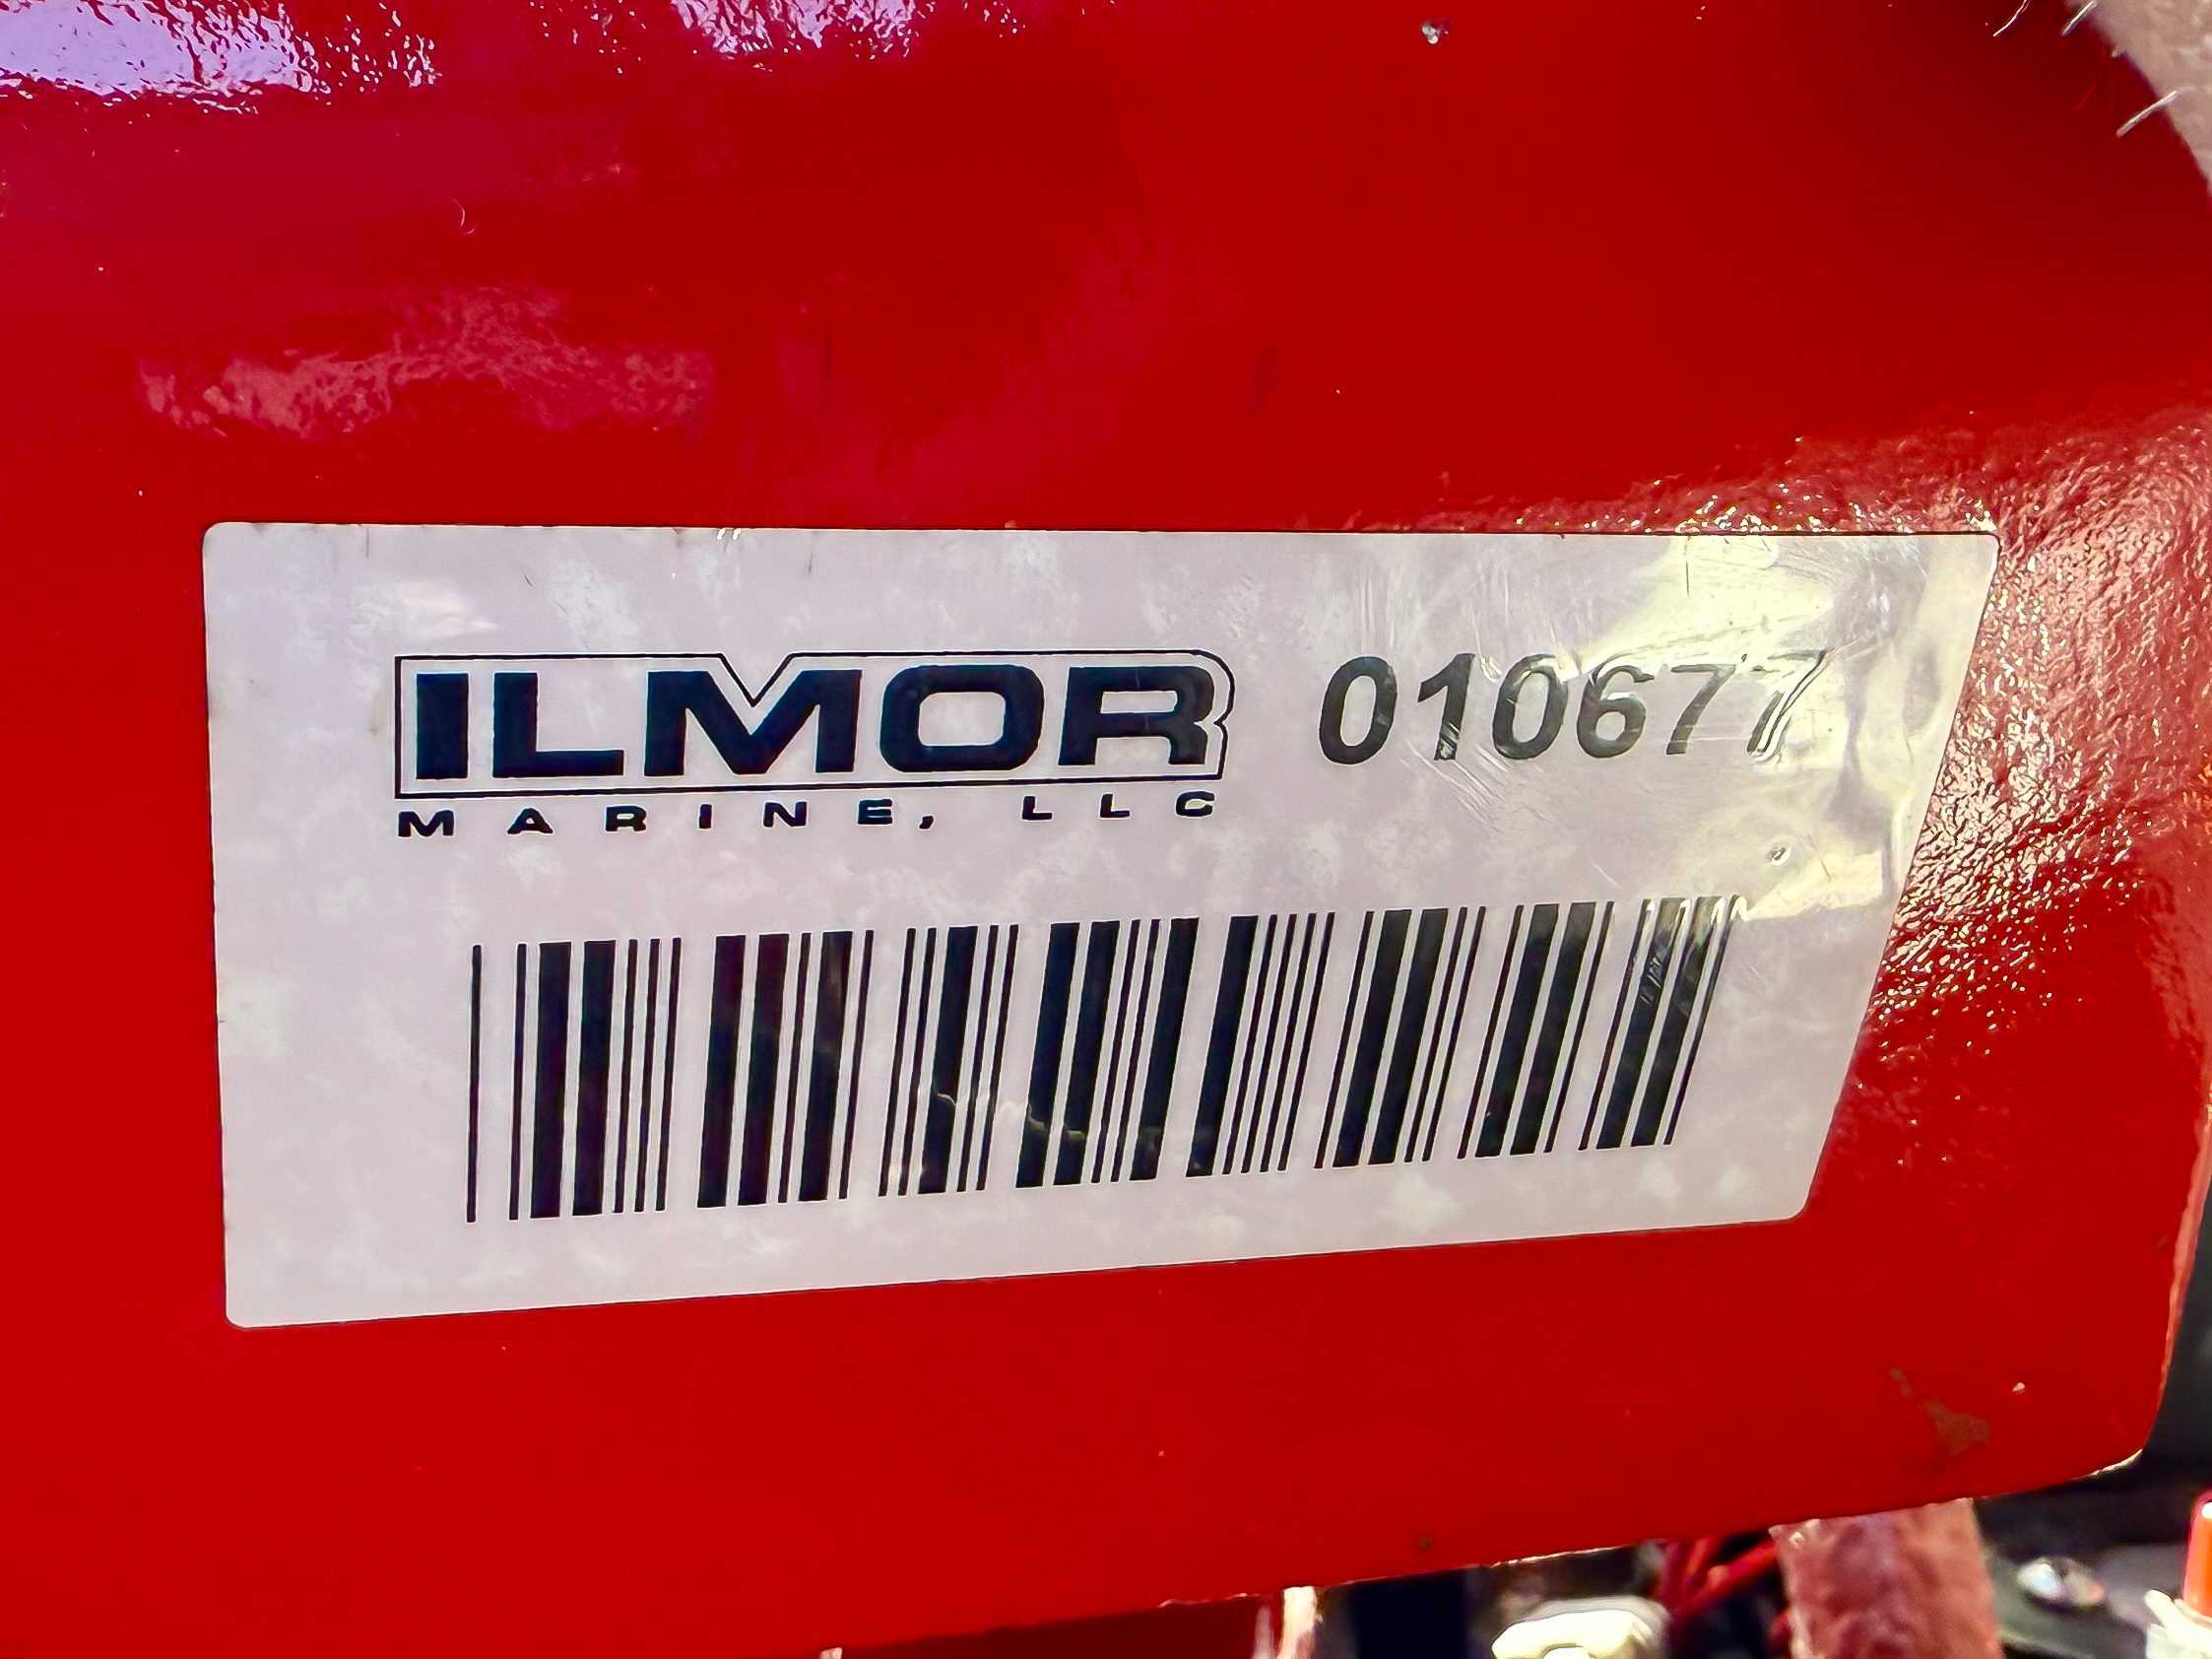 ILMOR 010677
MARINE, LLC